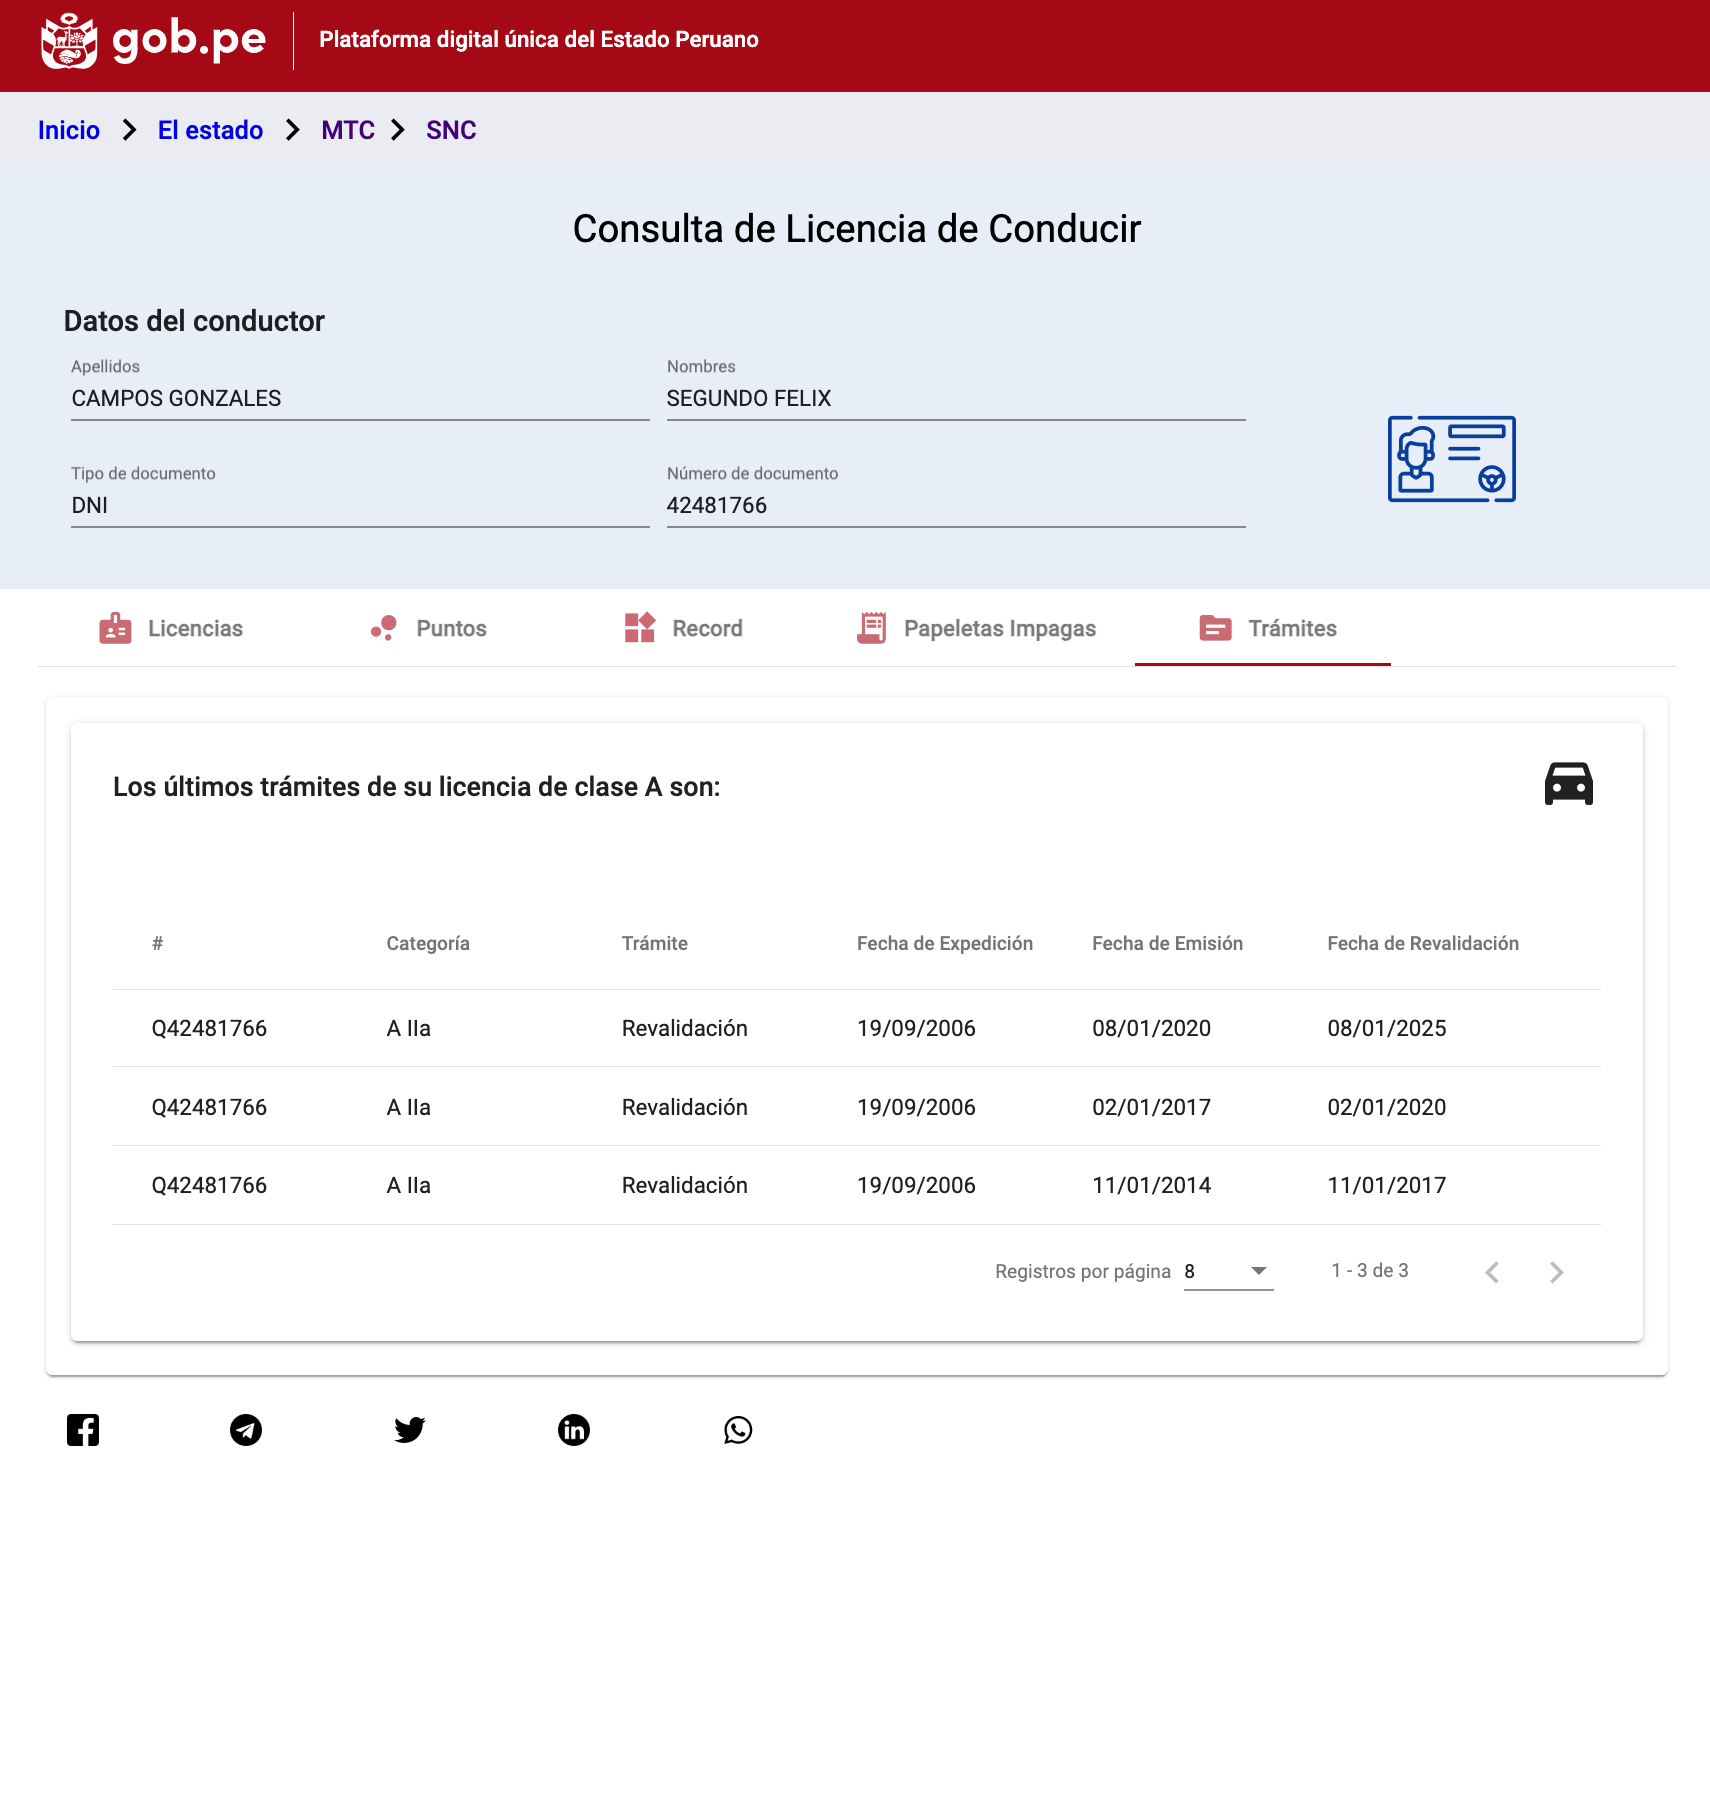 gob.pe Plataforma digital única del Estado Peruano
Inicio El estado MTC SNC
Consulta de Licencia de Conducir
Datos del conductor
Apellidos Nombres
CAMPOS GONZALES SEGUNDO FELIX
Tipo de documento Número de documento
DNI 42481766
Licencias Puntos Record Papeletas Impagas Trámites
Los últimos trámites de su licencia de clase A son:
# Categoría Trámite Fecha de Expedición Fecha de Emisión Fecha de Revalidación
Q42481766 A IIa Revalidación 19/09/2006 08/01/2020 08/01/2025
Q42481766 A IIa Revalidación 19/09/2006 02/01/2017 02/01/2020
Q42481766 A IIa Revalidación 19/09/2006 11/01/2014 11/01/2017
Registros por página 8 1 - 3 de 3